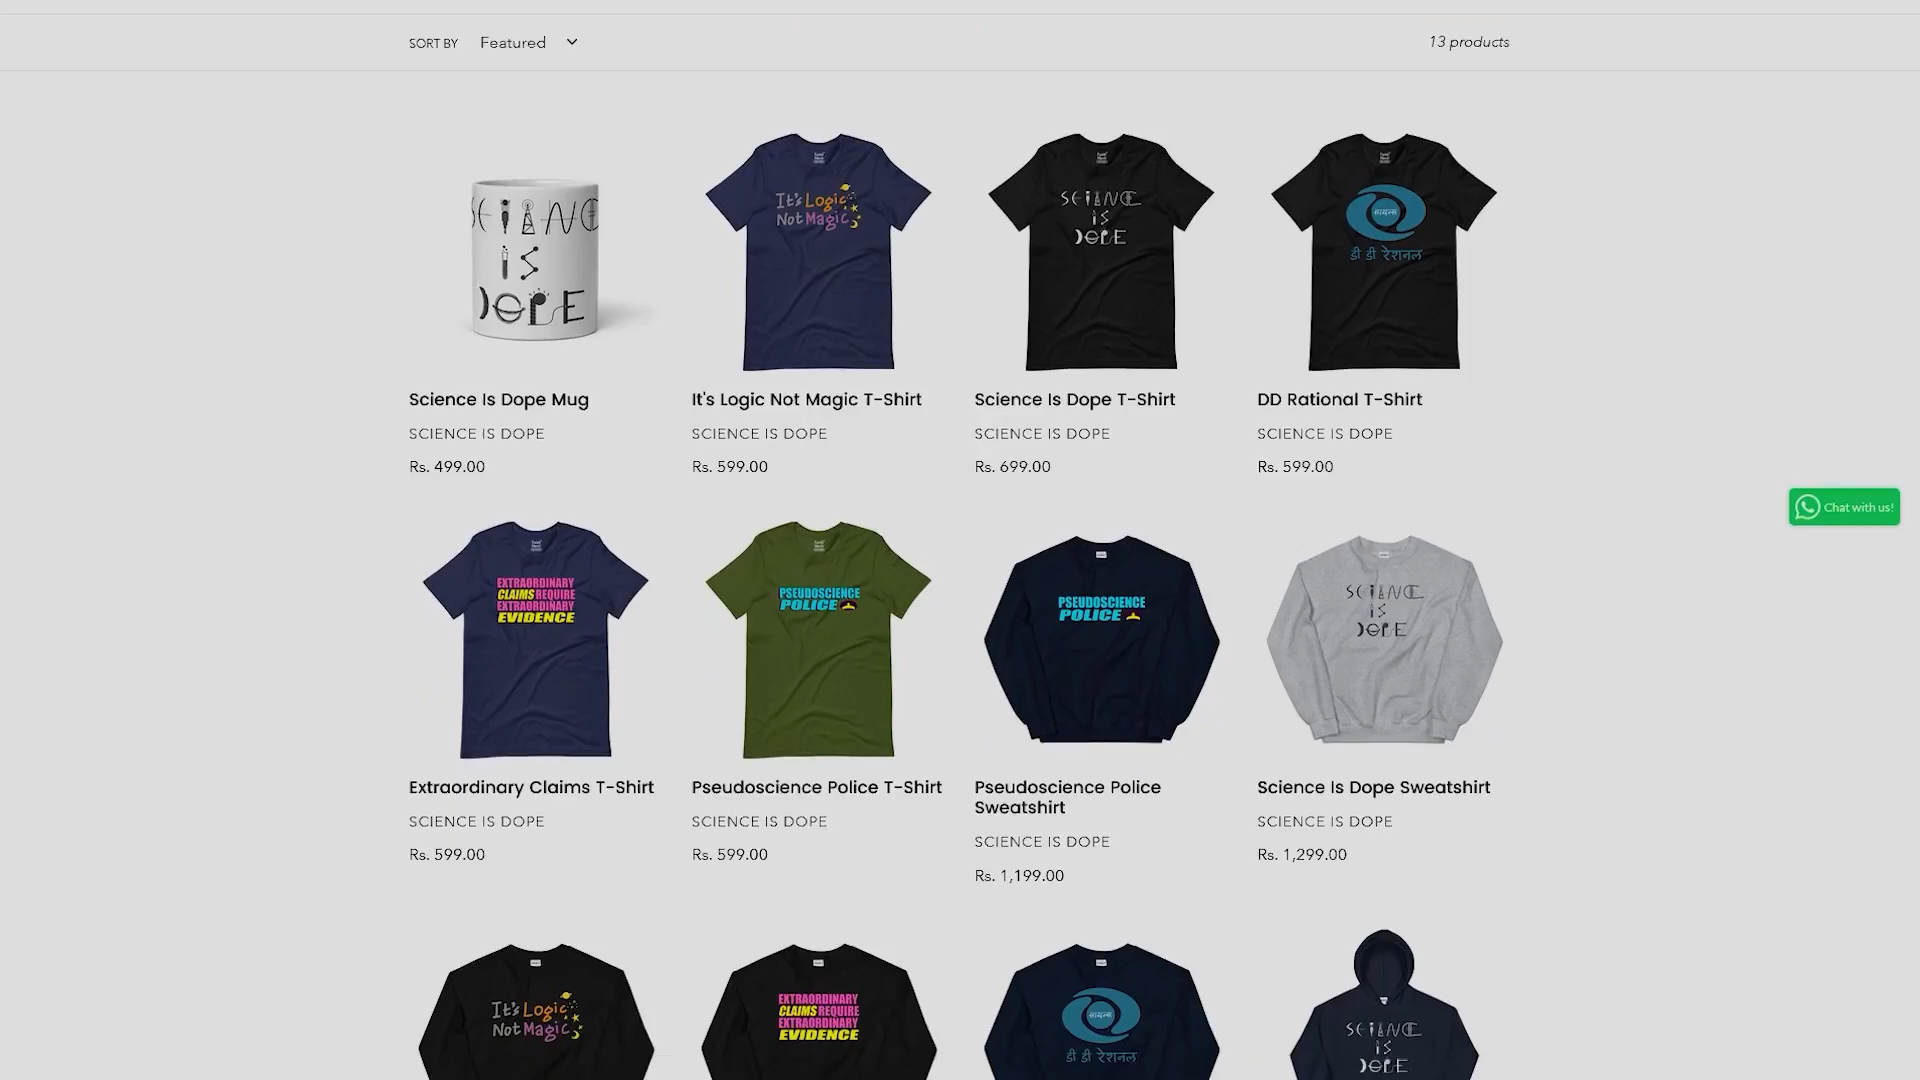 SORT BY Featured
13 products
SCIENCE
IS
DOPE
It's Logic
Not Magic
SCIENCE
IS
DOPE
सायन्स
डी डी रेशनल
Science Is Dope Mug
SCIENCE IS DOPE
Rs. 499.00
It's Logic Not Magic T-Shirt
SCIENCE IS DOPE
Rs. 599.00
Science Is Dope T-Shirt
SCIENCE IS DOPE
Rs. 699.00
DD Rational T-Shirt
SCIENCE IS DOPE
Rs. 599.00
Chat with us!
EXTRAORDINARY
CLAIMS REQUIRE
EXTRAORDINARY
EVIDENCE
PSEUDOSCIENCE
POLICE
PSEUDOSCIENCE
POLICE
SCIENCE
IS
DOPE
Extraordinary Claims T-Shirt
SCIENCE IS DOPE
Rs. 599.00
Pseudoscience Police T-Shirt
SCIENCE IS DOPE
Rs. 599.00
Pseudoscience Police
Sweatshirt
SCIENCE IS DOPE
Rs. 1,199.00
Science Is Dope Sweatshirt
SCIENCE IS DOPE
Rs. 1,299.00
It's Logic
Not Magic
EXTRAORDINARY
CLAIMS REQUIRE
EXTRAORDINARY
EVIDENCE
सायन्स
डी डी रेशनल
SCIENCE
IS
DOPE